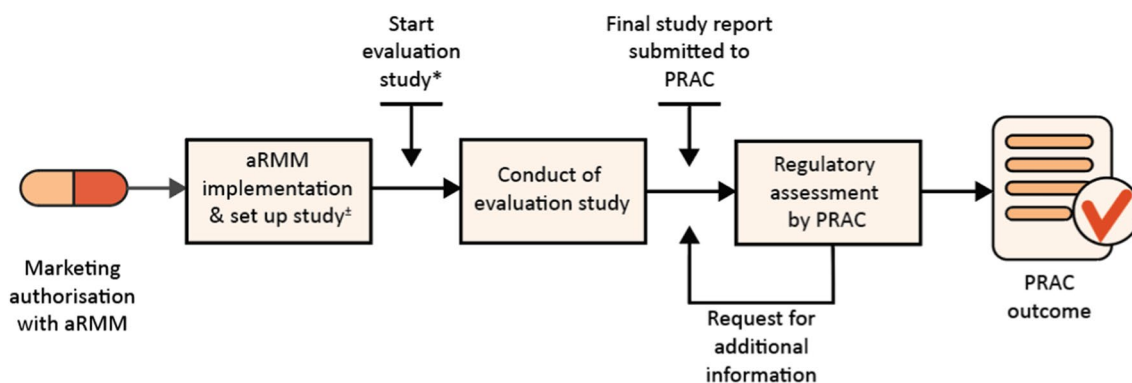 Start
evaluation
study*
Final study report
submitted to
PRAC
aRMM
implementation
& set up study±
Conduct of
evaluation study
Regulatory
assessment
by PRAC
Marketing
authorisation
with aRMM
Request for
additional
information
PRAC
outcome